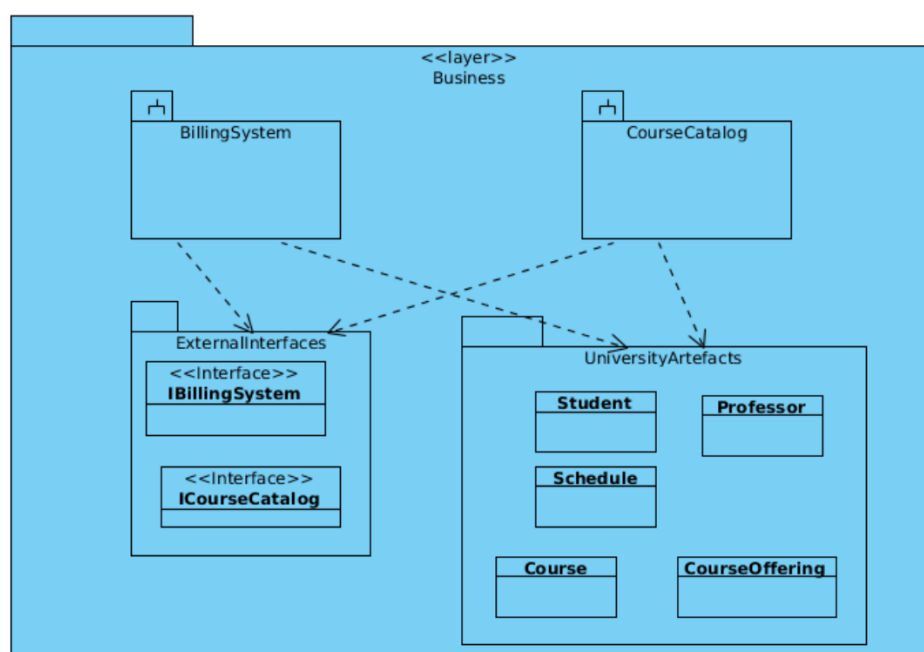 <<layer>>
Business
BillingSystem
CourseCatalog
ExternalInterfaces
<<Interface>>
IBillingSystem
<<Interface>>
ICourseCatalog
UniversityArtefacts
Student
Professor
Schedule
Course
CourseOffering